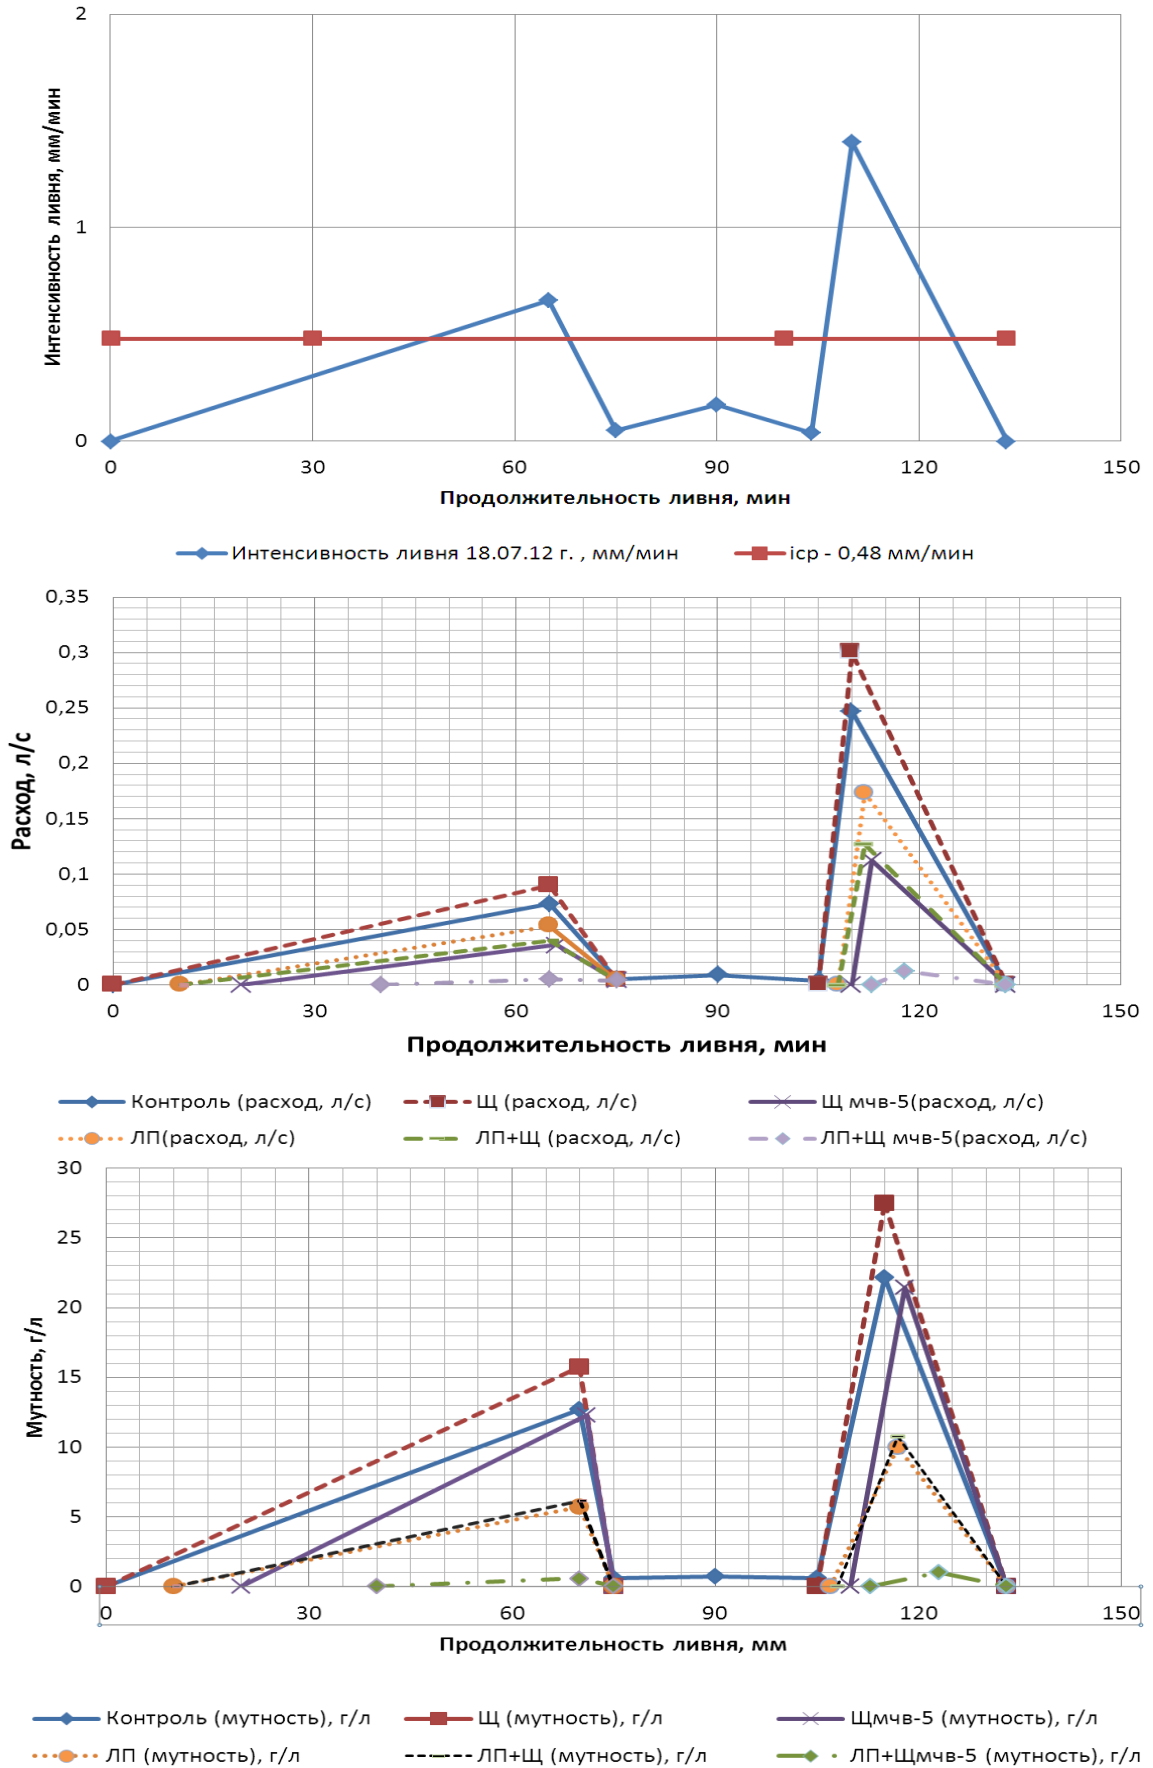 2
1
0
Интенсивность ливня, мм/мин
0 30 60 90 120 150
Продолжительность ливня, мин
Интенсивность ливня 18.07.12 г. , мм/мин iср - 0,48 мм/мин
0,35
0,3
0,25
0,2
0,15
0,1
0,05
0
Расход, л/с
0 30 60 90 120 150
Продолжительность ливня, мин
Контроль (расход, л/с) Щ (расход, л/с) Щ мчв-5(расход, л/с)
ЛП(расход, л/с) ЛП+Щ (расход, л/с) ЛП+Щ мчв-5(расход, л/с)
30
25
20
15
10
5
0
Мутность, г/л
0 30 60 90 120 150
Продолжительность ливня, мм
Контроль (мутность), г/л Щ (мутность), г/л Щмчв-5 (мутность), г/л
ЛП (мутность), г/л ЛП+Щ (мутность), г/л ЛП+Щмчв-5 (мутность), г/л